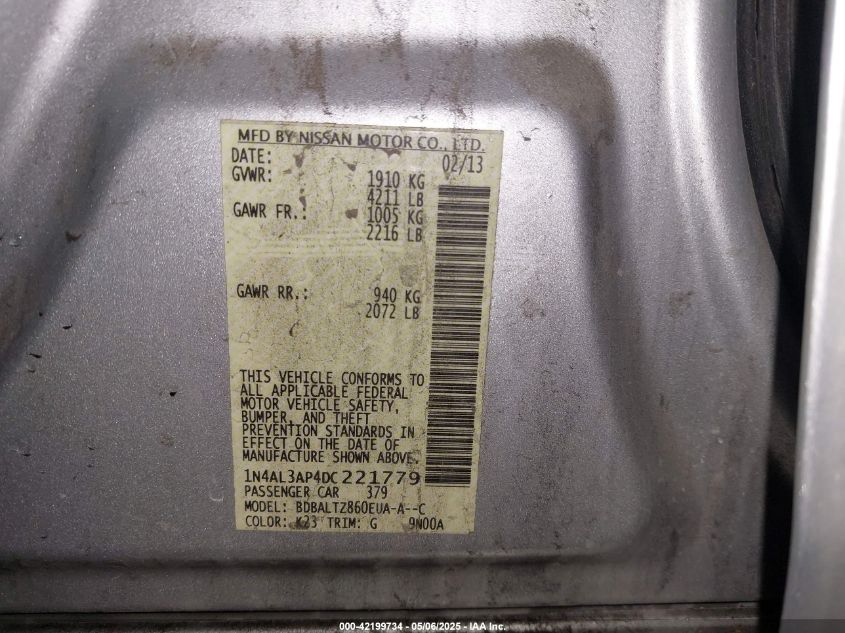 MFD BY NISSAN MOTOR CO., LTD.
DATE: 02/13
GVWR: 1910 KG
4211 LB
GAWR FR.: 1005 KG
2216 LB
GAWR RR.: 940 KG
2072 LB
THIS VEHICLE CONFORMS TO
ALL APPLICABLE FEDERAL
MOTOR VEHICLE SAFETY,
BUMPER, AND THEFT
PREVENTION STANDARDS IN
EFFECT ON THE DATE OF
MANUFACTURE SHOWN ABOVE.
1N4AL3AP4DC221779
PASSENGER CAR 379
MODEL: BDBALTZ860EUA-A--C
COLOR: K23 TRIM: G 9N00A
000-42199734 - 05/06/2025 - IAA Inc.